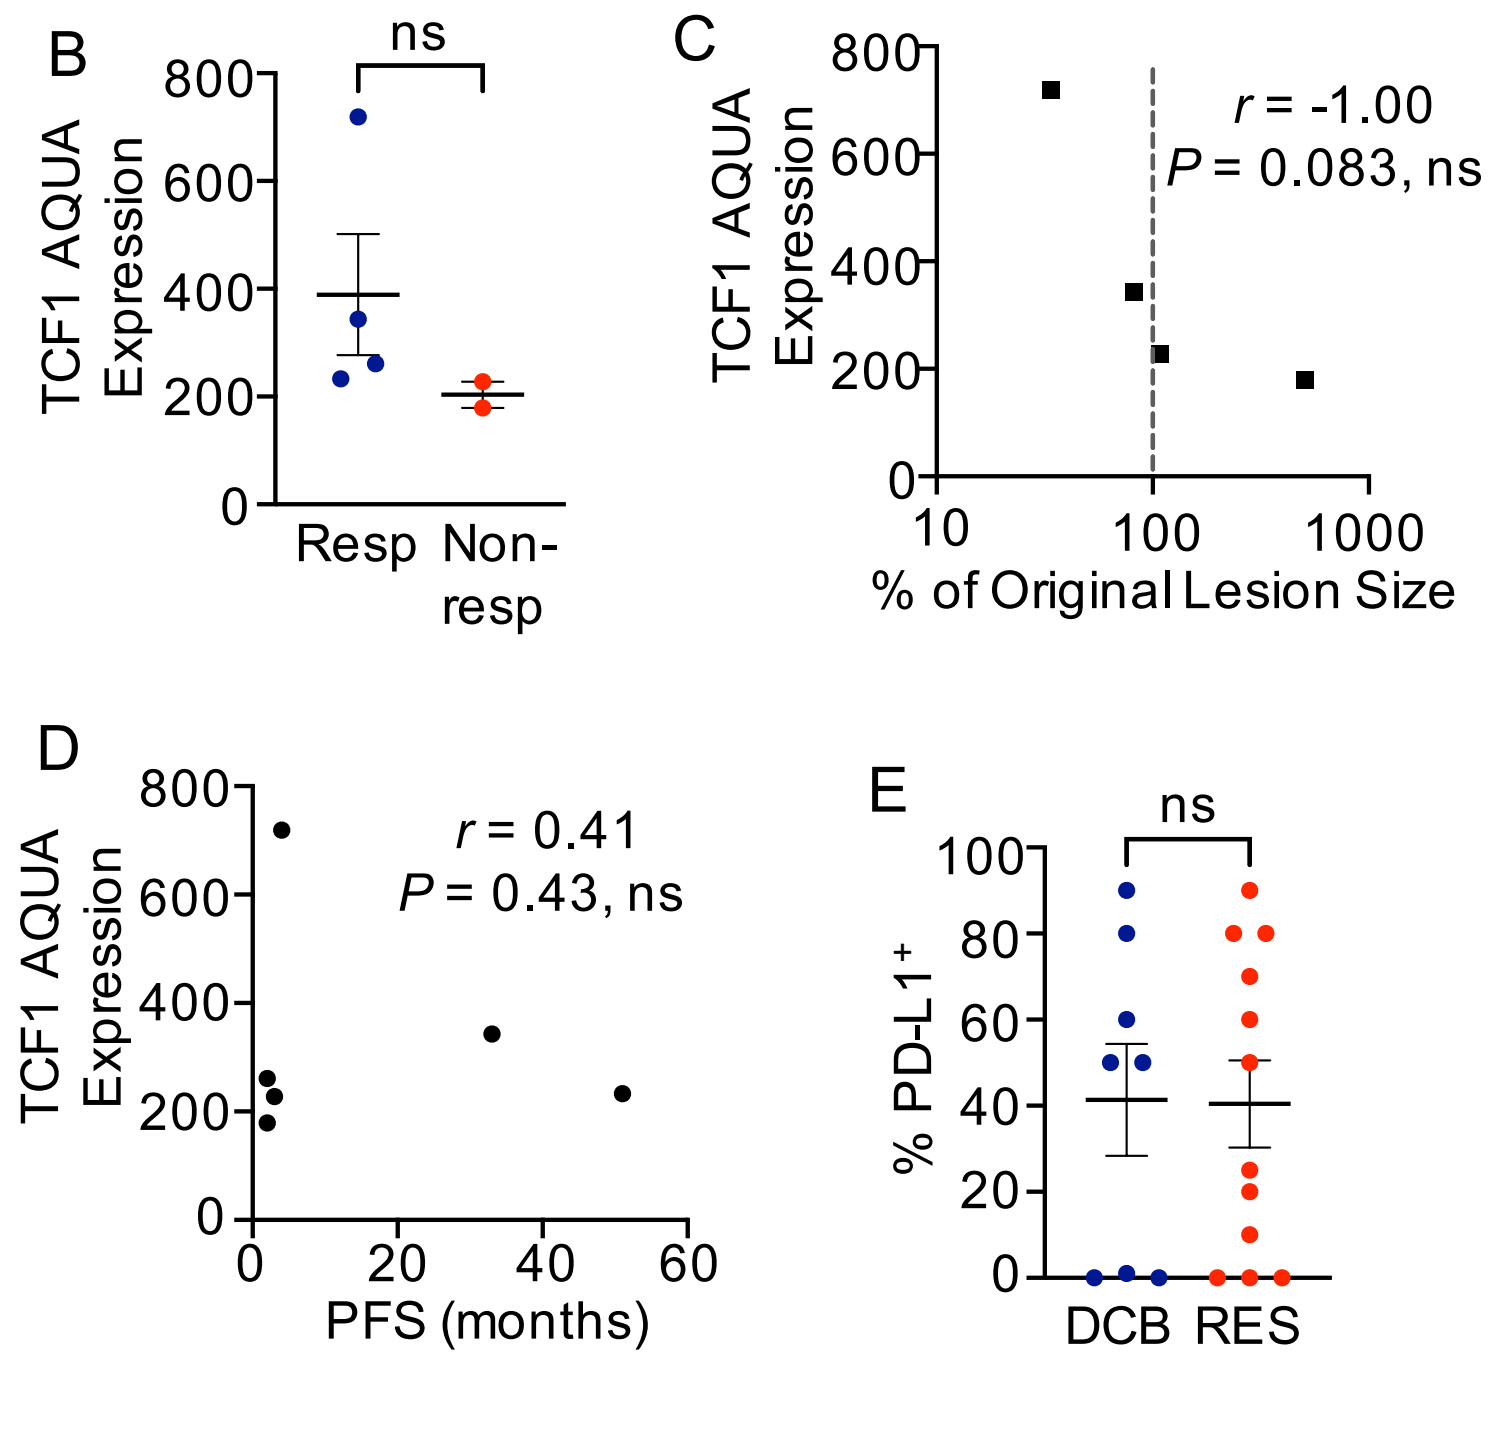 B
ns
800
600
400
200
0
TCF1 AQUA
Expression
Resp Non-
resp
C
800
600
400
200
0
TCF1 AQUA
Expression
r = -1.00
P = 0.083, ns
10 100 1000
% of Original Lesion Size
D
800
600
400
200
0
TCF1 AQUA
Expression
r = 0.41
P = 0.43, ns
0 20 40 60
PFS (months)
E
ns
100
80
60
40
20
0
% PD-L1+
DCB RES